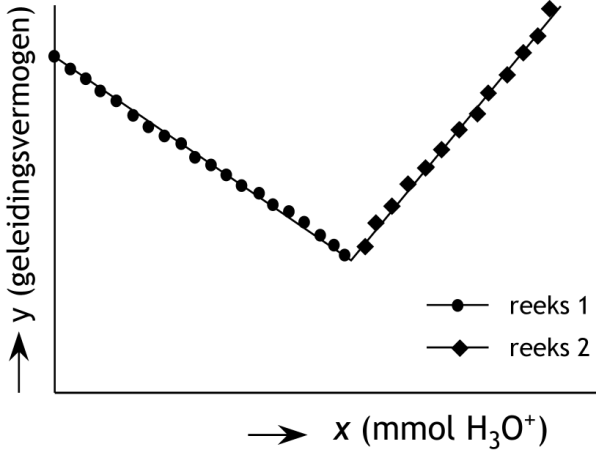 y (geleidingsvermogen)
reeks 1
reeks 2
x (mmol H₃O⁺)